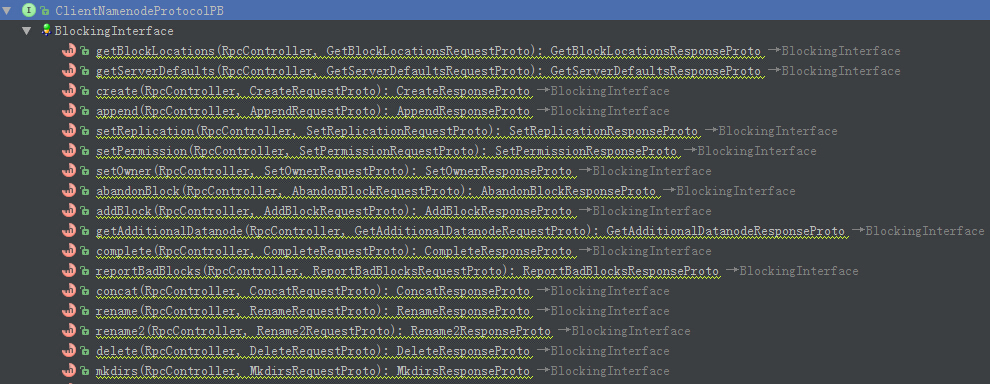 ClientNamenodeProtocolPB
BlockingInterface
getBlockLocations(RpcController, GetBlockLocationsRequestProto): GetBlockLocationsResponseProto →BlockingInterface
getServerDefaults(RpcController, GetServerDefaultsRequestProto): GetServerDefaultsResponseProto →BlockingInterface
create(RpcController, CreateRequestProto): CreateResponseProto →BlockingInterface
append(RpcController, AppendRequestProto): AppendResponseProto →BlockingInterface
setReplication(RpcController, SetReplicationRequestProto): SetReplicationResponseProto →BlockingInterface
setPermission(RpcController, SetPermissionRequestProto): SetPermissionResponseProto →BlockingInterface
setOwner(RpcController, SetOwnerRequestProto): SetOwnerResponseProto →BlockingInterface
abandonBlock(RpcController, AbandonBlockRequestProto): AbandonBlockResponseProto →BlockingInterface
addBlock(RpcController, AddBlockRequestProto): AddBlockResponseProto →BlockingInterface
getAdditionalDatanode(RpcController, GetAdditionalDatanodeRequestProto): GetAdditionalDatanodeResponseProto →BlockingInterface
complete(RpcController, CompleteRequestProto): CompleteResponseProto →BlockingInterface
reportBadBlocks(RpcController, ReportBadBlocksRequestProto): ReportBadBlocksResponseProto →BlockingInterface
concat(RpcController, ConcatRequestProto): ConcatResponseProto →BlockingInterface
rename(RpcController, RenameRequestProto): RenameResponseProto →BlockingInterface
rename2(RpcController, Rename2RequestProto): Rename2ResponseProto →BlockingInterface
delete(RpcController, DeleteRequestProto): DeleteResponseProto →BlockingInterface
mkdirs(RpcController, MkdirsRequestProto): MkdirsResponseProto →BlockingInterface